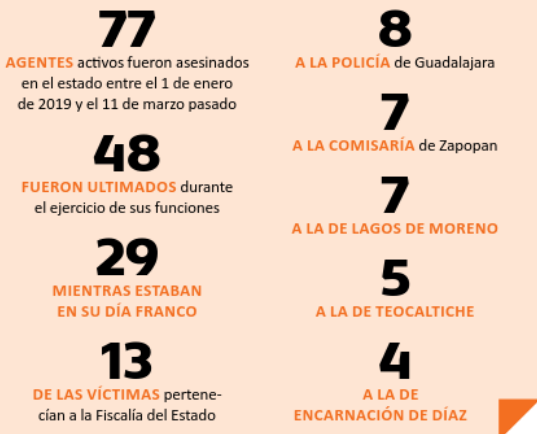 77
AGENTES activos fueron asesinados
en el estado entre el 1 de enero
de 2019 y el 11 de marzo pasado
48
FUERON ULTIMADOS durante
el ejercicio de sus funciones
29
MIENTRAS ESTABAN
EN SU DÍA FRANCO
13
DE LAS VÍCTIMAS pertene-
cían a la Fiscalía del Estado
8
A LA POLICÍA de Guadalajara
7
A LA COMISARÍA de Zapopan
7
A LA DE LAGOS DE MORENO
5
A LA DE TEOCALTICHE
4
A LA DE
ENCARNACIÓN DE DÍAZ